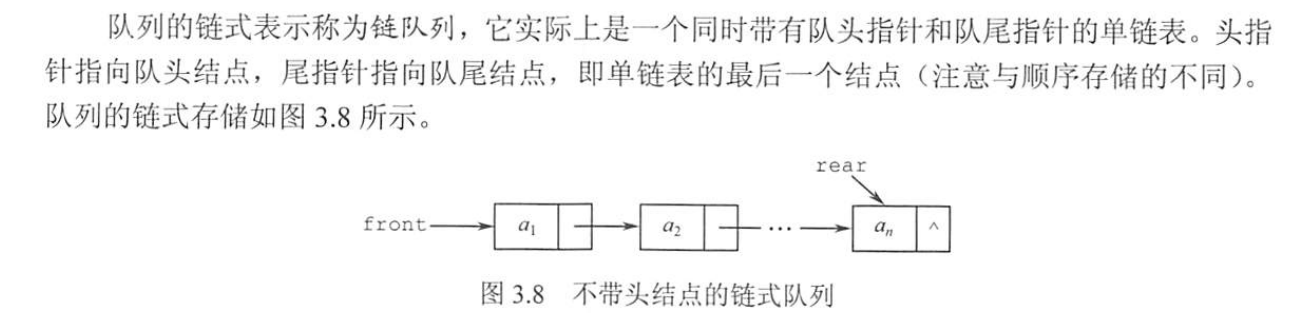 队列的链式表示称为链队列，它实际上是一个同时带有队头指针和队尾指针的单链表。头指
针指向队头结点，尾指针指向队尾结点，即单链表的最后一个结点（注意与顺序存储的不同）。
队列的链式存储如图 3.8 所示。
rear
front a₁ a₂ … aₙ ∧
图 3.8 不带头结点的链式队列